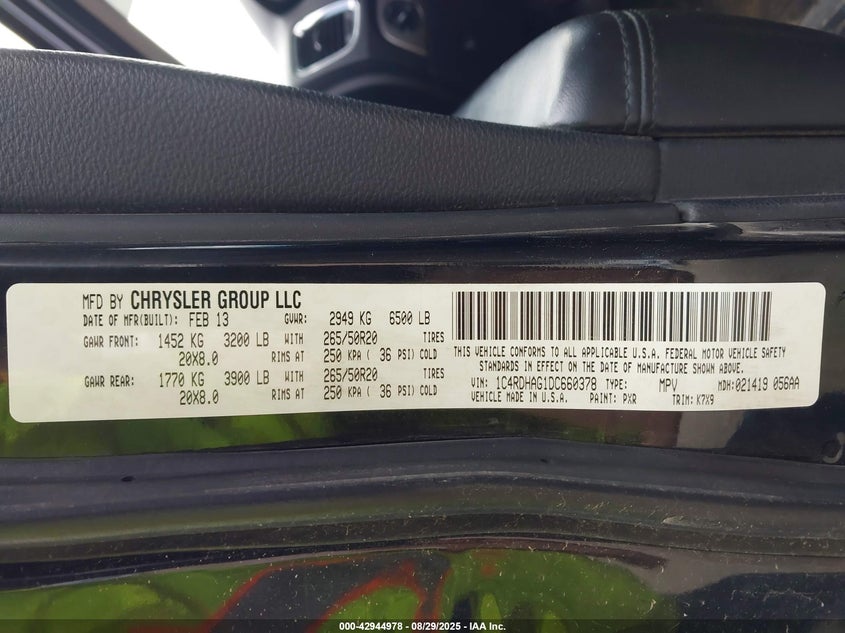 MFD BY CHRYSLER GROUP LLC
DATE OF MFR(BUILT): FEB 13 GVWR: 2949 KG 6500 LB
GAWR FRONT: 1452 KG 3200 LB WITH 265/50R20 TIRES
20X8.0 RIMS AT 250 KPA ( 36 PSI) COLD
GAWR REAR: 1770 KG 3900 LB WITH 265/50R20 TIRES
20X8.0 RIMS AT 250 KPA ( 36 PSI) COLD
THIS VEHICLE CONFORMS TO ALL APPLICABLE U.S.A. FEDERAL MOTOR VEHICLE SAFETY
STANDARDS IN EFFECT ON THE DATE OF MANUFACTURE SHOWN ABOVE.
VIN: 1C4RDHAG1DC660378 TYPE: MPV MDH:021419 056AA
VEHICLE MADE IN U.S.A. PAINT: PXR TRIM: K7X9
000-42944978 - 08/29/2025 - IAA Inc.